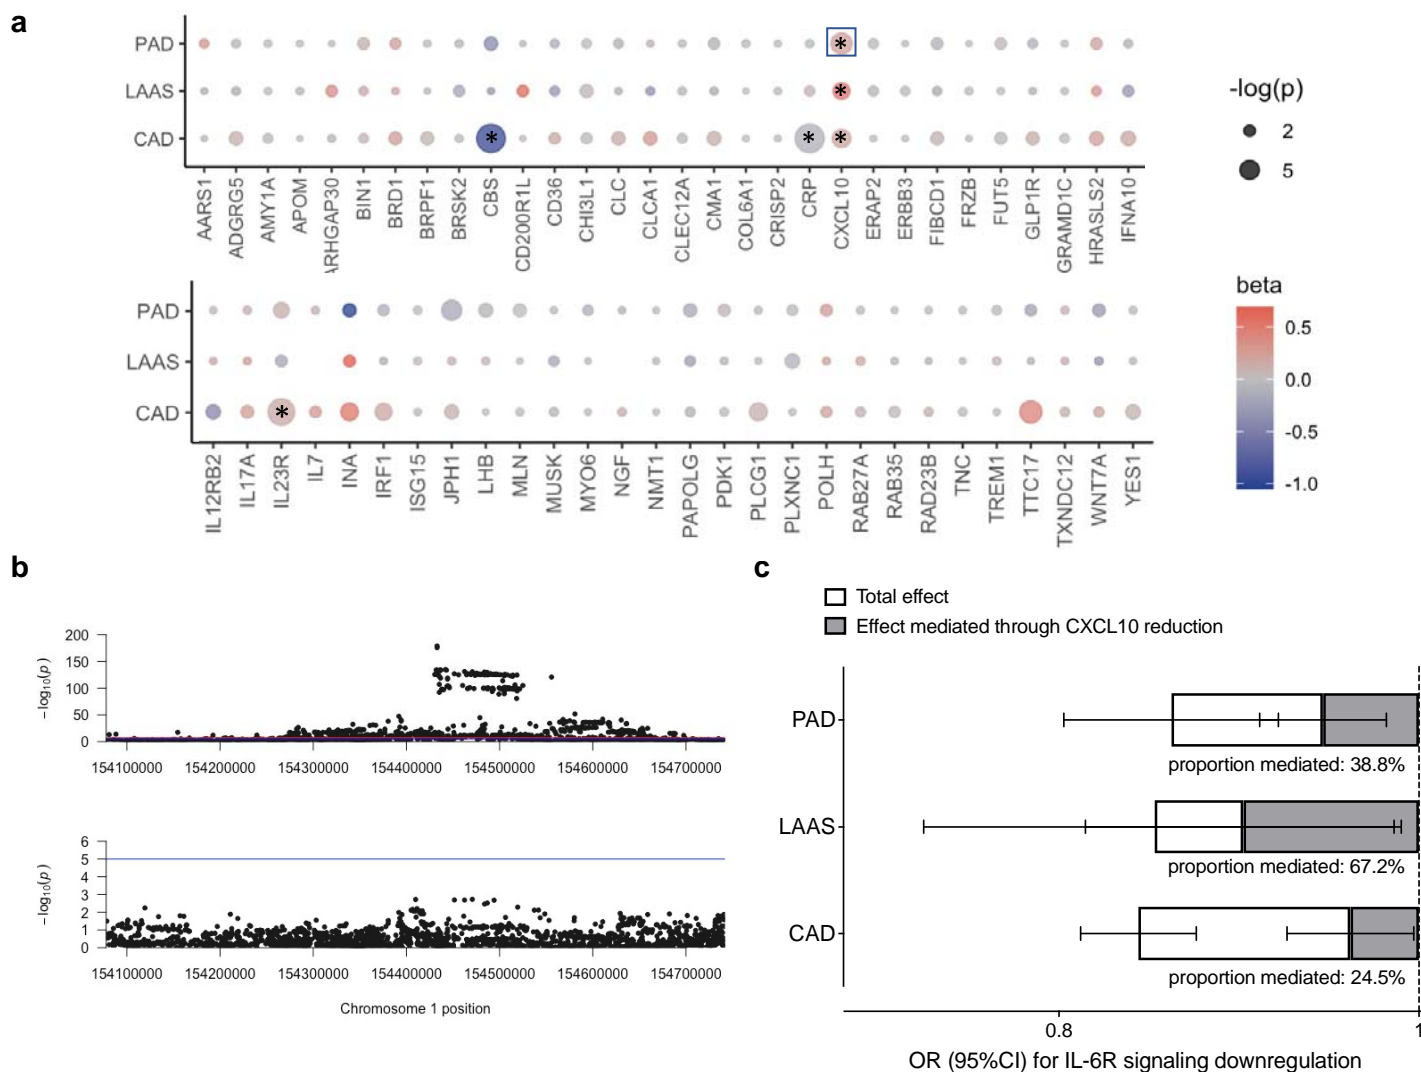 a
PAD
LAAS
CAD
* * * * *
AARS1 ADGRG5 AMY1A APOM ARHGAP30 BIN1 BRD1 BRPF1 BRSK2 CBS CD200R1L CD36 CHI3L1 CLC CLCA1 CLEC12A CMA1 COL6A1 CRISP2 CRP CXCL10 ERAP2 ERBB3 FIBCD1 FRZB FUT5 GLP1R GRAMD1C HRASLS2 IFNA10
-log(p)
2
5
PAD
LAAS
CAD
*
IL12RB2 IL17A IL23R IL7 INA IRF1 ISG15 JPH1 LHB MLN MUSK MYO6 NGF NMT1 PAPOLG PDK1 PLCG1 PLXNC1 POLH RAB27A RAB35 RAD23B TNC TREM1 TTC17 TXNDC12 WNT7A YES1
beta
0.5
0.0
-0.5
-1.0
b
−log10(p)
200
150
100
50
0
154100000 154200000 154300000 154400000 154500000 154600000 154700000
−log10(p)
6
5
4
3
2
1
0
154100000 154200000 154300000 154400000 154500000 154600000 154700000
Chromosome 1 position
c
Total effect
Effect mediated through CXCL10 reduction
PAD
proportion mediated: 38.8%
LAAS
proportion mediated: 67.2%
CAD
proportion mediated: 24.5%
0.8 1
OR (95%CI) for IL-6R signaling downregulation